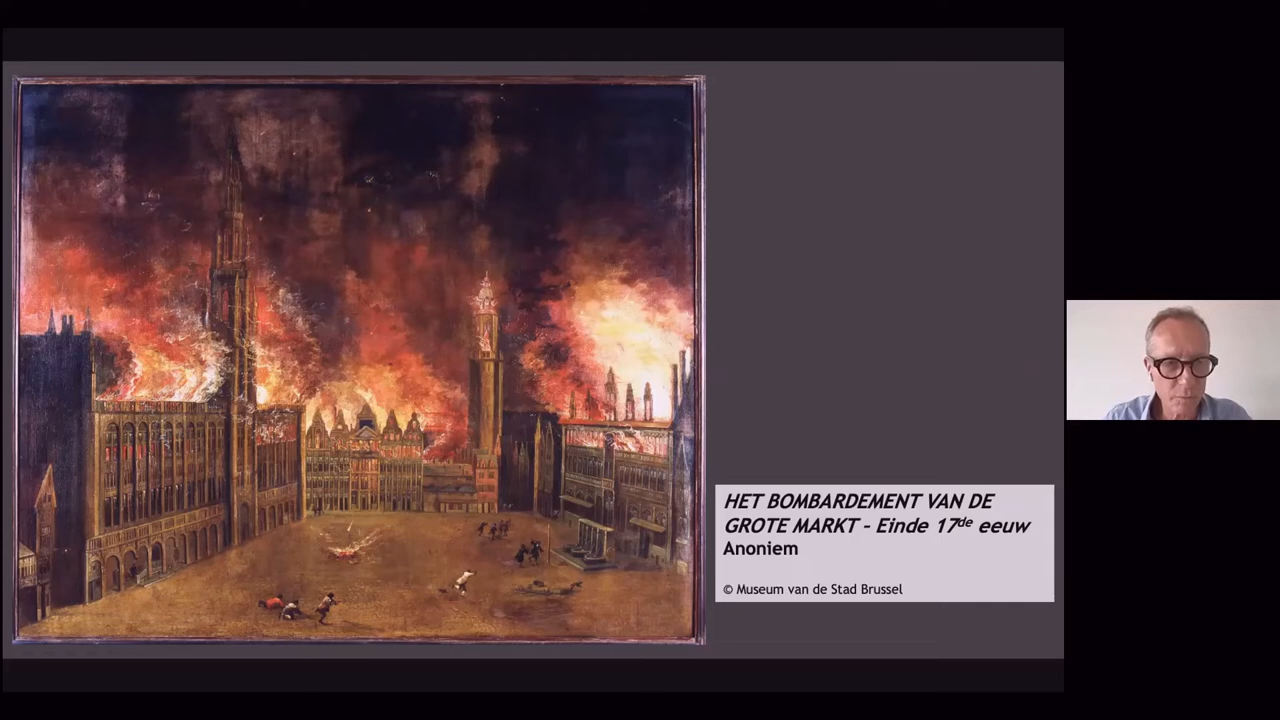 HET BOMBARDEMENT VAN DE
GROTE MARKT – Einde 17de eeuw
Anoniem
© Museum van de Stad Brussel